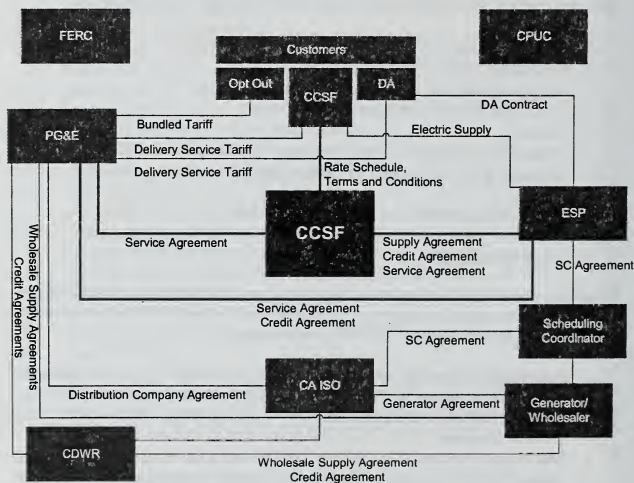 FERC
Customers
CPUC
Opt Out
CCSF
DA
DA Contract
PG&E
Bundled Tariff
Electric Supply
Delivery Service Tariff
Delivery Service Tariff
Rate Schedule,
Terms and Conditions
CCSF
ESP
Service Agreement
Supply Agreement
Credit Agreement
Service Agreement
SC Agreement
Wholesale Supply Agreements
Credit Agreements
Service Agreement
Credit Agreement
Scheduling
Coordinator
SC Agreement
CA ISO
Distribution Company Agreement
Generator Agreement
Generator/
Wholesaler
CDWR
Wholesale Supply Agreement
Credit Agreement